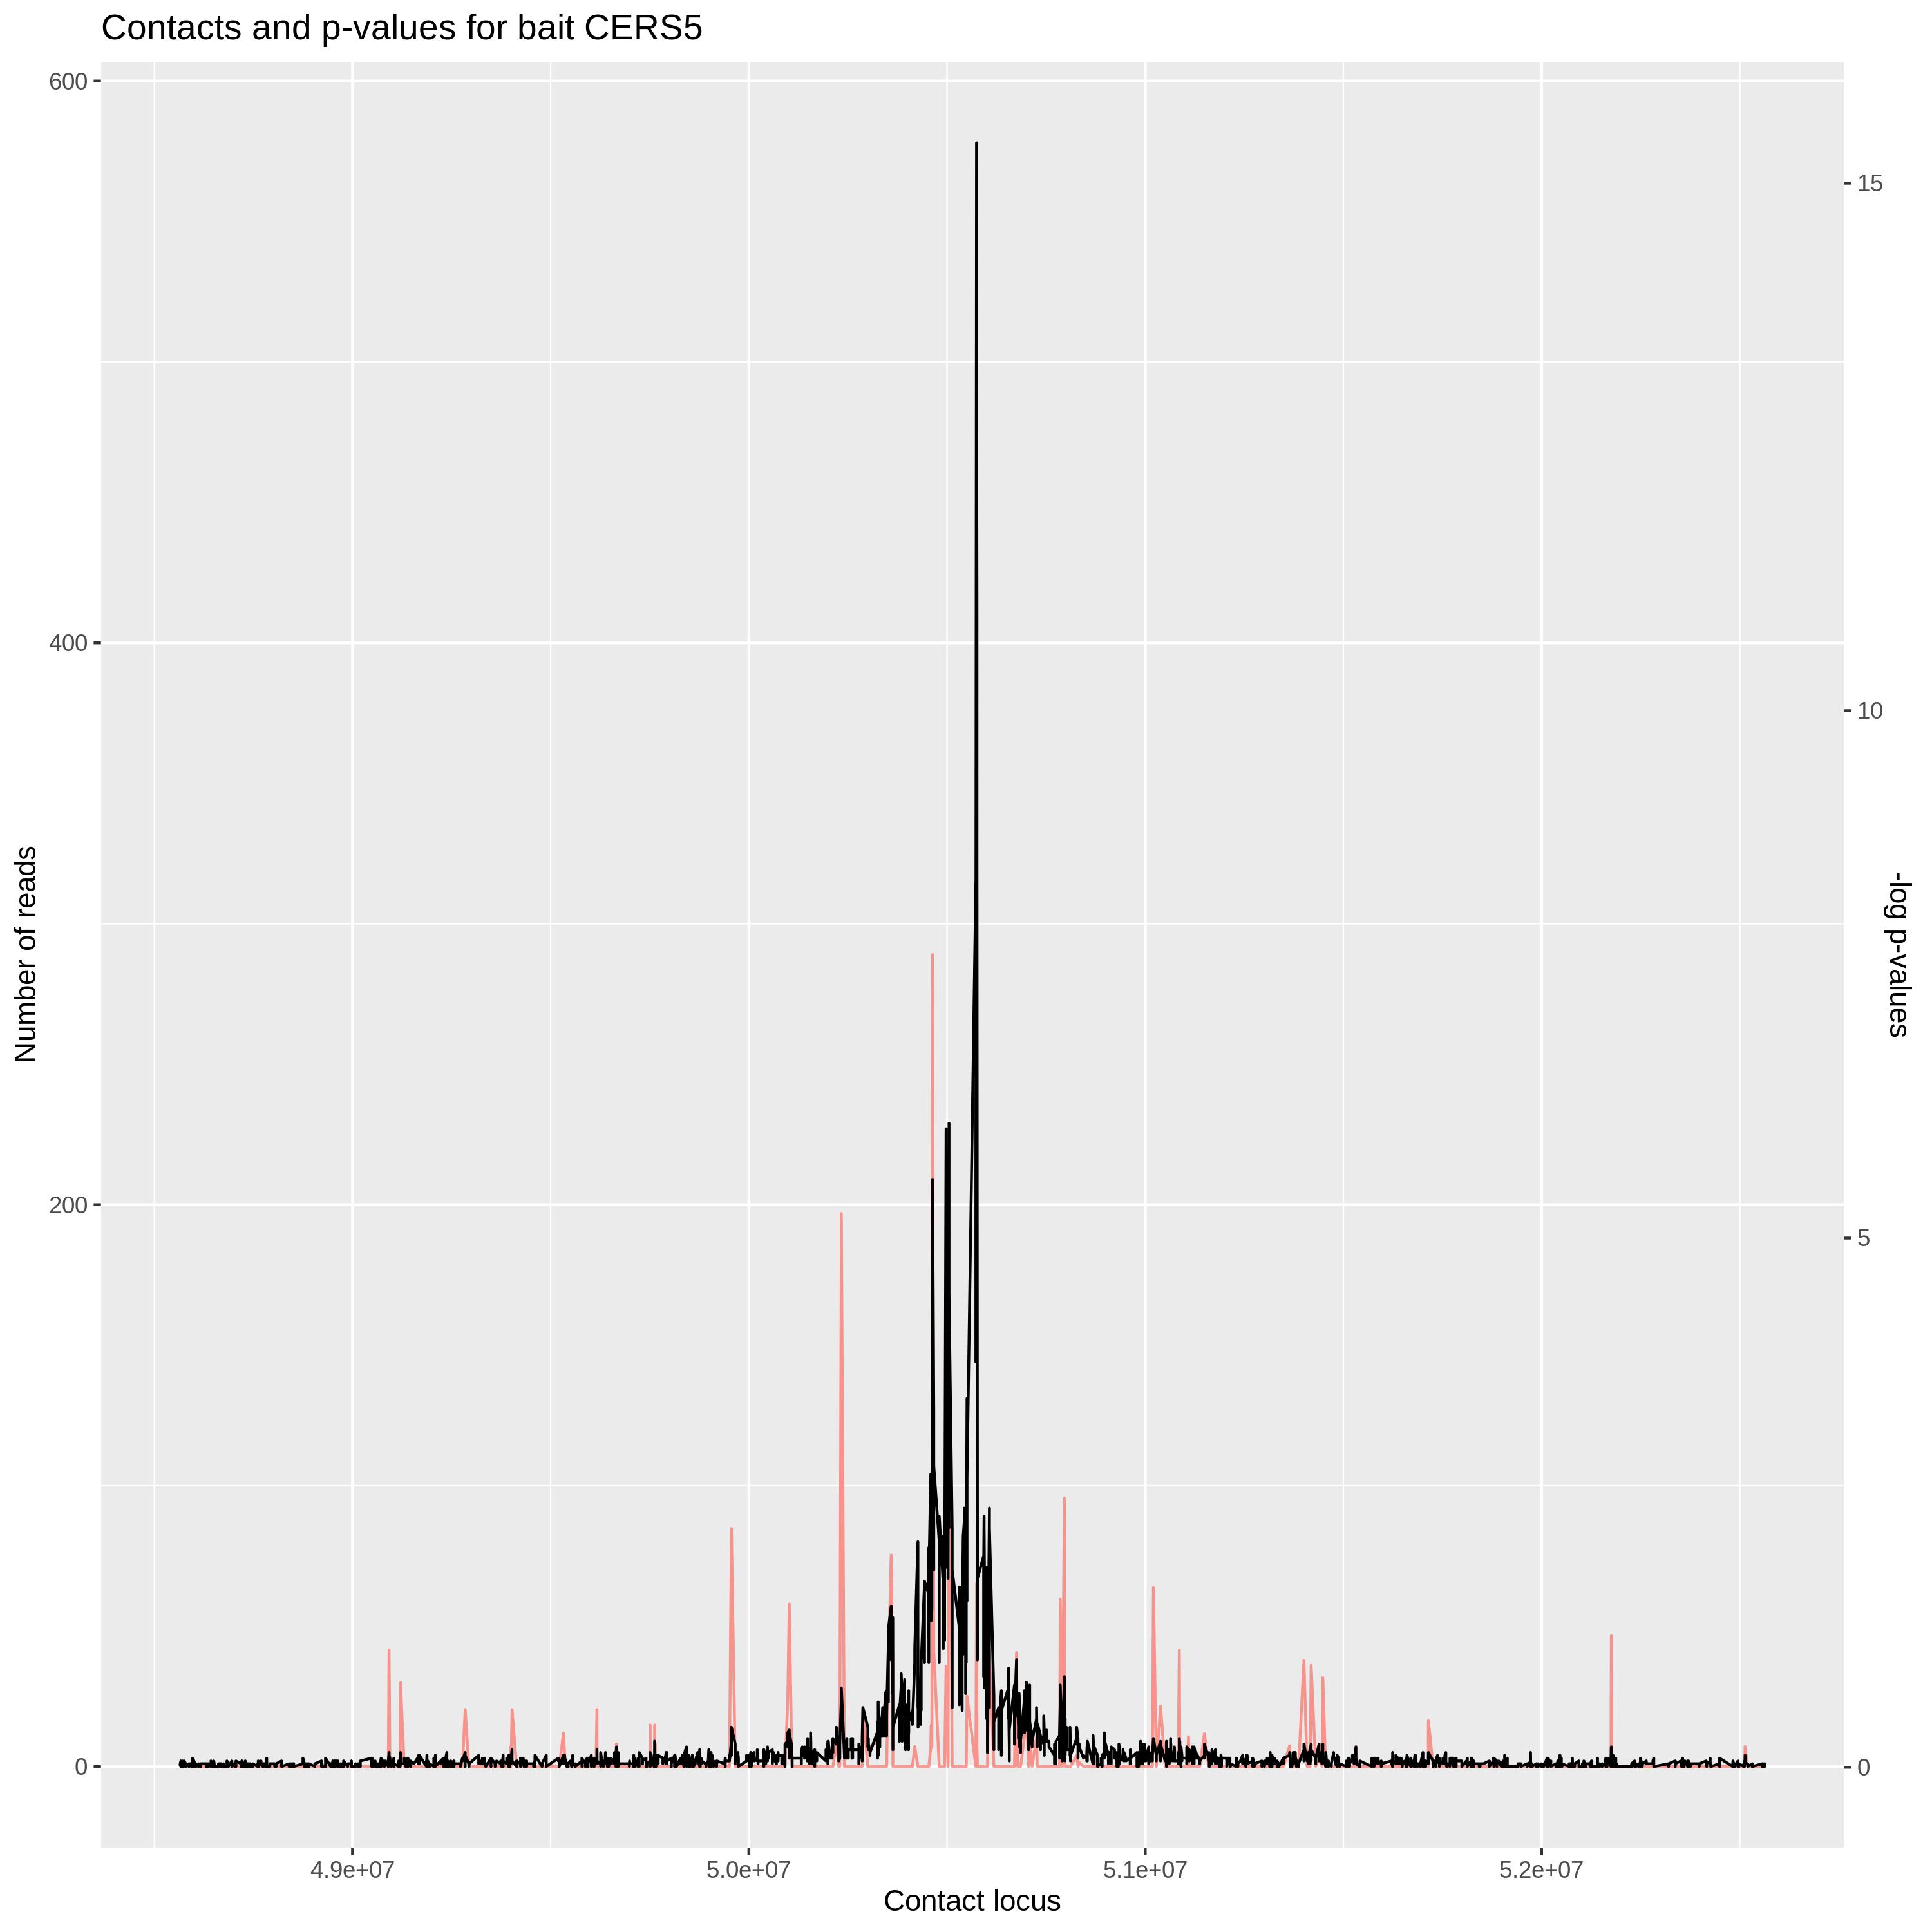 Contacts and p-values for bait CERS5
600
400
200
0
Number of reads
15
10
5
0
-log p-values
4.9e+07
5.0e+07
5.1e+07
5.2e+07
Contact locus